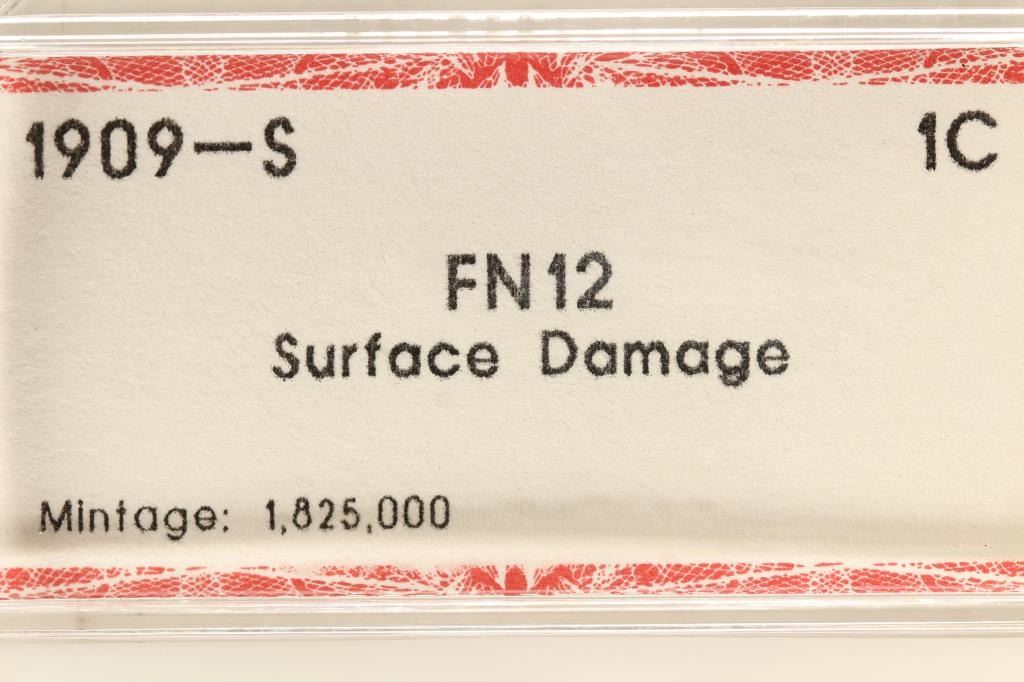 1909-S 1C
FN12
Surface Damage
Mintage: 1,825,000